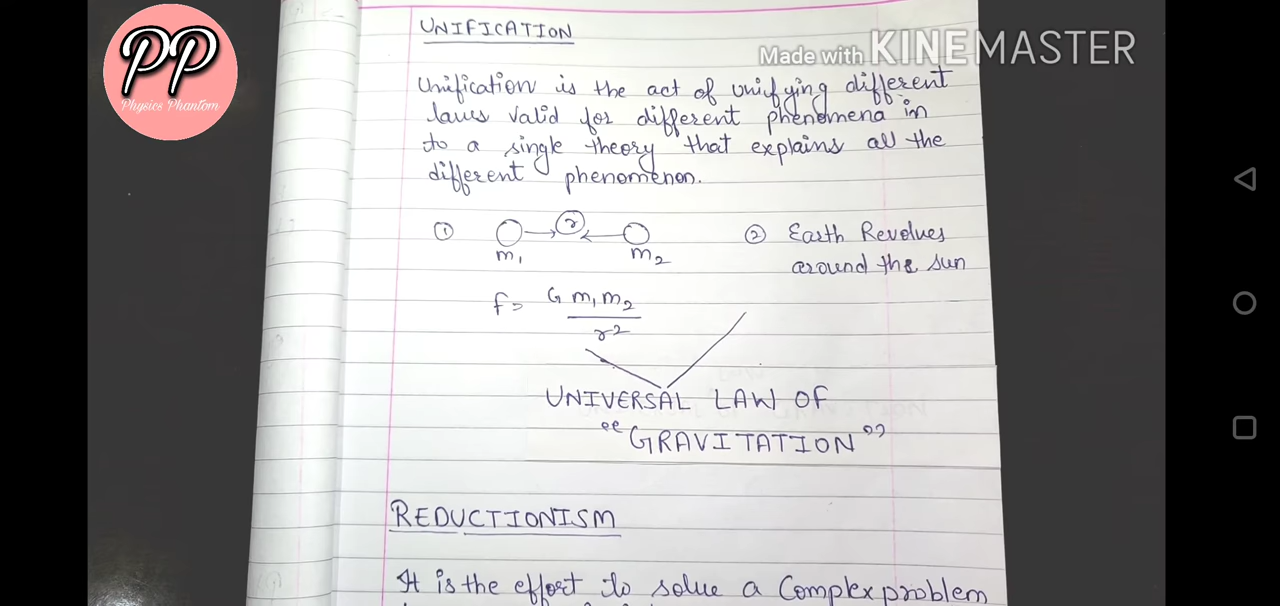 PP
Physics Phantom
Made with KINEMASTER
UNIFICATION
Unification is the act of unifying different
laws valid for different phenomena in
to a single theory that explains all the
different phenomenon.
① r ② Earth Revolves
m1 m2 around the sun
f = G m1 m2
r2
UNIVERSAL LAW OF
"GRAVITATION"
REDUCTIONISM
It is the effort to solve a Complex problem